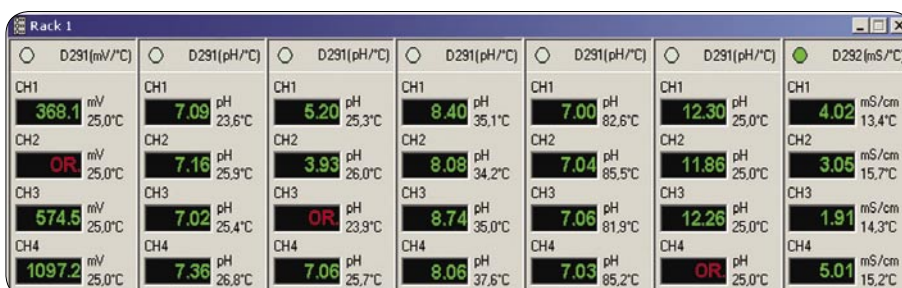 Rack 1
D291(mV/°C) D291(pH/°C) D291(pH/°C) D291(pH/°C) D291(pH/°C) D291(pH/°C) D292(mS/°C)
CH1 CH1 CH1 CH1 CH1 CH1 CH1
368.1 mV 7.09 pH 5.20 pH 8.40 pH 7.00 pH 12.30 pH 4.02 mS/cm
25,0°C 23,6°C 25,3°C 35,1°C 82,6°C 25,0°C 13,4°C
CH2 CH2 CH2 CH2 CH2 CH2 CH2
OR. mV 7.16 pH 3.93 pH 8.08 pH 7.04 pH 11.86 pH 3.05 mS/cm
25,0°C 25,9°C 26,0°C 34,2°C 85,5°C 25,0°C 15,7°C
CH3 CH3 CH3 CH3 CH3 CH3 CH3
574.5 mV 7.02 pH OR. pH 8.74 pH 7.06 pH 12.26 pH 1.91 mS/cm
25,0°C 25,4°C 23,9°C 35,0°C 81,9°C 25,0°C 14,3°C
CH4 CH4 CH4 CH4 CH4 CH4 CH4
1097.2 mV 7.36 pH 7.06 pH 8.06 pH 7.03 pH OR. pH 5.01 mS/cm
25,0°C 26,8°C 25,7°C 37,6°C 85,2°C 25,0°C 15,2°C